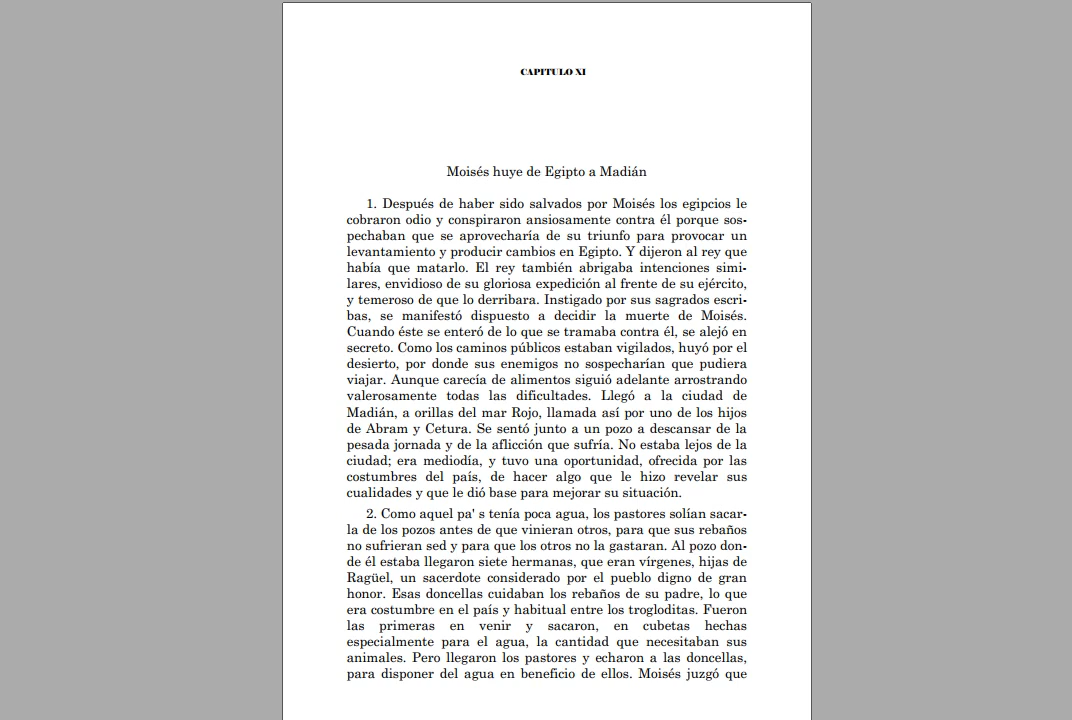 CAPITULO XI
Moisés huye de Egipto a Madián
1. Después de haber sido salvados por Moisés los egipcios le
cobraron odio y conspiraron ansiosamente contra él porque sos-
pechaban que se aprovecharía de su triunfo para provocar un
levantamiento y producir cambios en Egipto. Y dijeron al rey que
había que matarlo. El rey también abrigaba intenciones simi-
lares, envidioso de su gloriosa expedición al frente de su ejército,
y temeroso de que lo derribara. Instigado por sus sagrados escri-
bas, se manifestó dispuesto a decidir la muerte de Moisés.
Cuando éste se enteró de lo que se tramaba contra él, se alejó en
secreto. Como los caminos públicos estaban vigilados, huyó por el
desierto, por donde sus enemigos no sospecharían que pudiera
viajar. Aunque carecía de alimentos siguió adelante arrostrando
valerosamente todas las dificultades. Llegó a la ciudad de
Madián, a orillas del mar Rojo, llamada así por uno de los hijos
de Abram y Cetura. Se sentó junto a un pozo a descansar de la
pesada jornada y de la aflicción que sufría. No estaba lejos de la
ciudad; era mediodía, y tuvo una oportunidad, ofrecida por las
costumbres del país, de hacer algo que le hizo revelar sus
cualidades y que le dió base para mejorar su situación.
2. Como aquel pa' s tenía poca agua, los pastores solían sacar-
la de los pozos antes de que vinieran otros, para que sus rebaños
no sufrieran sed y para que los otros no la gastaran. Al pozo don-
de él estaba llegaron siete hermanas, que eran vírgenes, hijas de
Ragüel, un sacerdote considerado por el pueblo digno de gran
honor. Esas doncellas cuidaban los rebaños de su padre, lo que
era costumbre en el país y habitual entre los trogloditas. Fueron
las primeras en venir y sacaron, en cubetas hechas
especialmente para el agua, la cantidad que necesitaban sus
animales. Pero llegaron los pastores y echaron a las doncellas,
para disponer del agua en beneficio de ellos. Moisés juzgó que